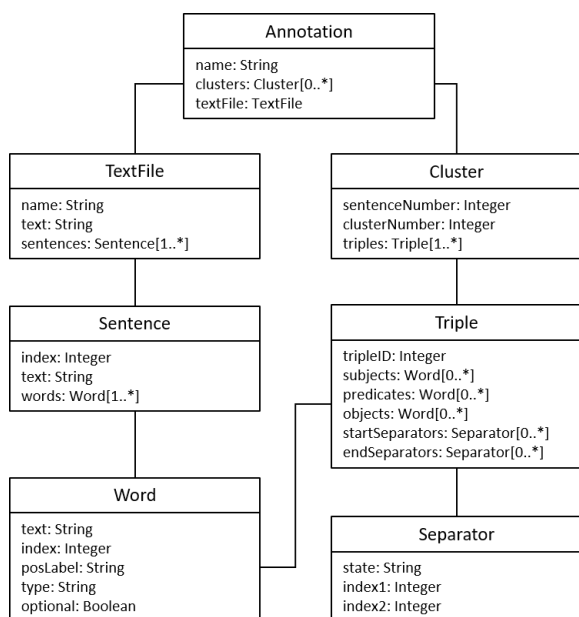 Annotation
name: String
clusters: Cluster[0..*]
textFile: TextFile
TextFile
name: String
text: String
sentences: Sentence[1..*]
Cluster
sentenceNumber: Integer
clusterNumber: Integer
triples: Triple[1..*]
Sentence
index: Integer
text: String
words: Word[1..*]
Triple
tripleID: Integer
subjects: Word[0..*]
predicates: Word[0..*]
objects: Word[0..*]
startSeparators: Separator[0..*]
endSeparators: Separator[0..*]
Word
text: String
index: Integer
posLabel: String
type: String
optional: Boolean
Separator
state: String
index1: Integer
index2: Integer